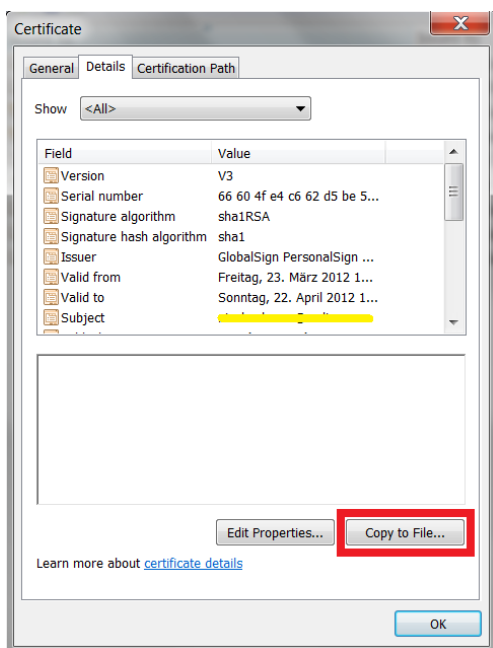 Certificate
General Details Certification Path
Show <All>
Field Value
Version V3
Serial number 66 60 4f e4 c6 62 d5 be 5...
Signature algorithm sha1RSA
Signature hash algorithm sha1
Issuer GlobalSign PersonalSign ...
Valid from Freitag, 23. März 2012 1...
Valid to Sonntag, 22. April 2012 1...
Subject
Edit Properties... Copy to File...
Learn more about certificate details
OK